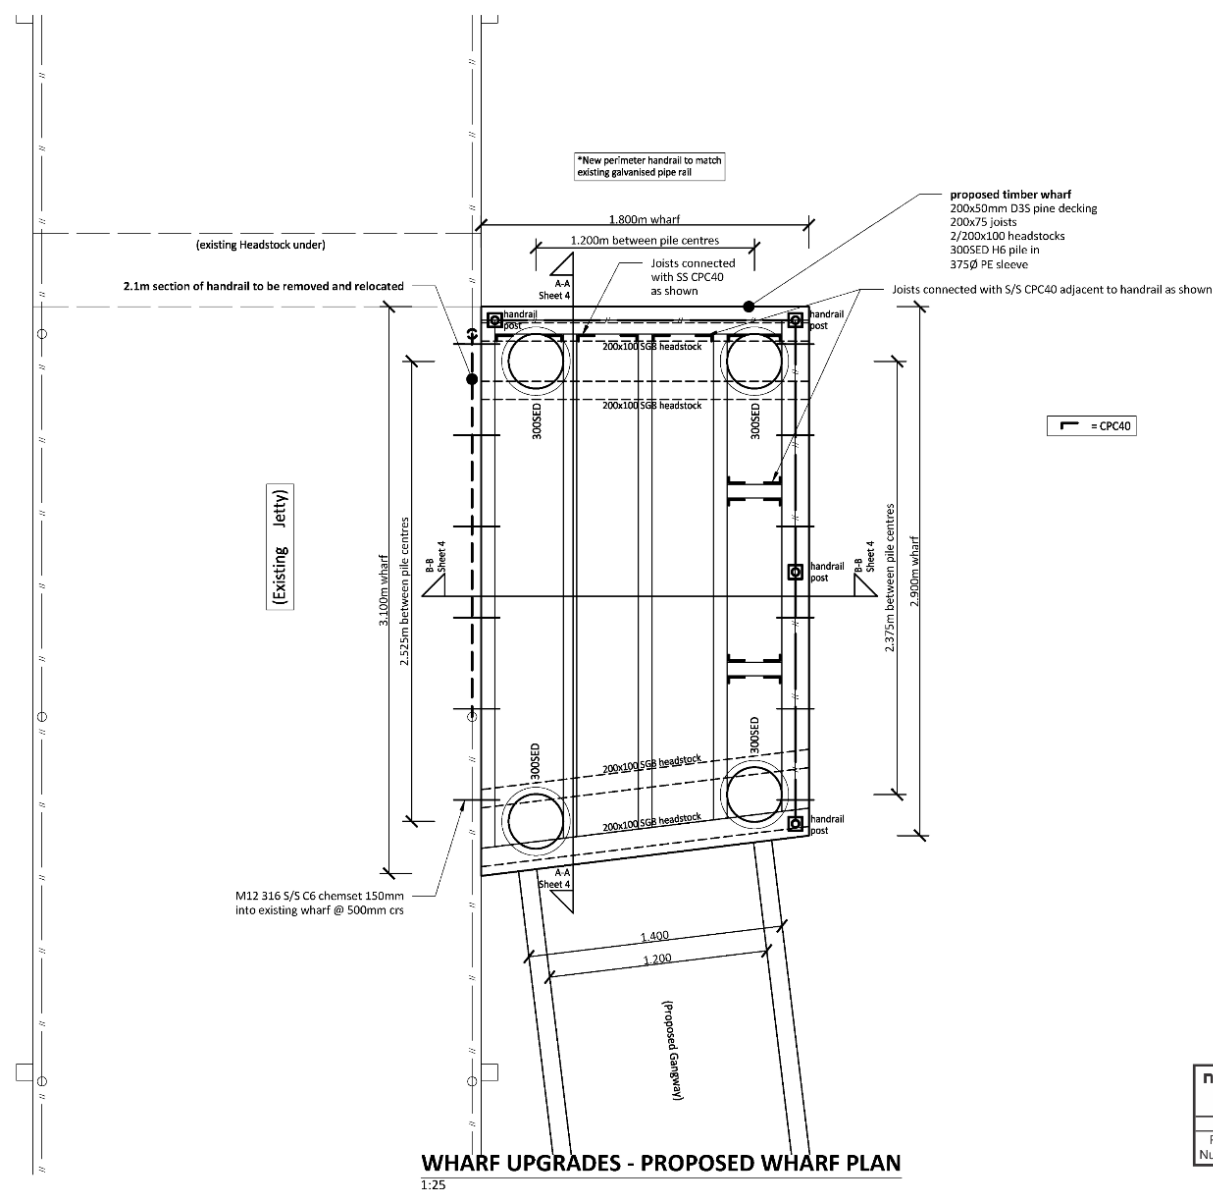 *New perimeter handrail to match
existing galvanised pipe rail
proposed timber wharf
200x50mm D3S pine decking
200x75 joists
2/200x100 headstocks
300SED H6 pile in
375Ø PE sleeve
1.800m wharf
(existing Headstock under)
1.200m between pile centres
Joists connected
with SS CPC40
as shown
A-A
Sheet 4
2.1m section of handrail to be removed and relocated
Joists connected with S/S CPC40 adjacent to handrail as shown
handrail
post
handrail
post
200x100 SG8 headstock
200x100 SG8 headstock
300SED
300SED
= CPC40
(Existing Jetty)
3.100m wharf
2.525m between pile centres
B-B
Sheet 4
handrail
post
B-B
Sheet 4
2.375m between pile centres
2.900m wharf
300SED
300SED
200x100 SG8 headstock
200x100 SG8 headstock
handrail
post
A-A
Sheet 4
M12 316 S/S C6 chemset 150mm
into existing wharf @ 500mm crs
1.400
1.200
(Proposed Gangway)
WHARF UPGRADES - PROPOSED WHARF PLAN
1:25